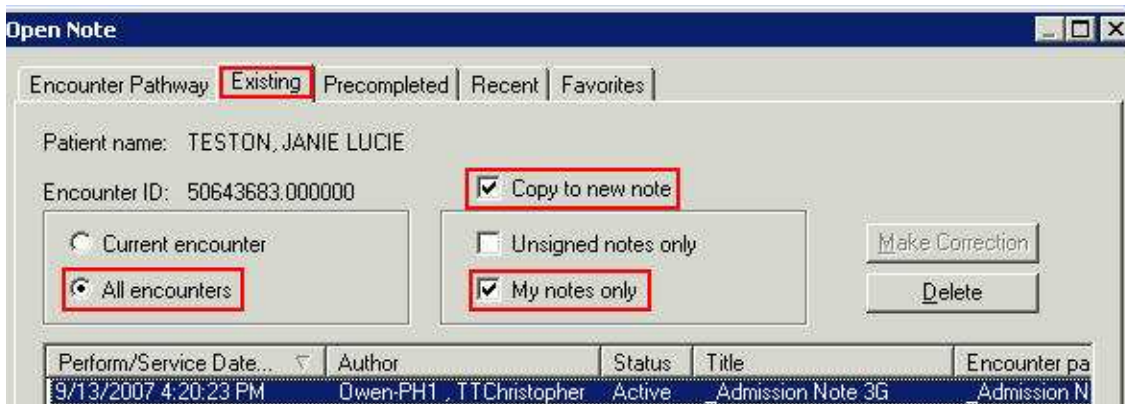 Open Note
Encounter Pathway Existing Precompleted Recent Favorites
Patient name: TESTON, JANIE LUCIE
Encounter ID: 50643683.000000
Copy to new note
Current encounter Unsigned notes only Make Correction
All encounters My notes only Delete
Perform/Service Date... Author Status Title Encounter pa
9/13/2007 4:20:23 PM Owen-PH1 , TTChristopher Active _Admission Note 3G _Admission N